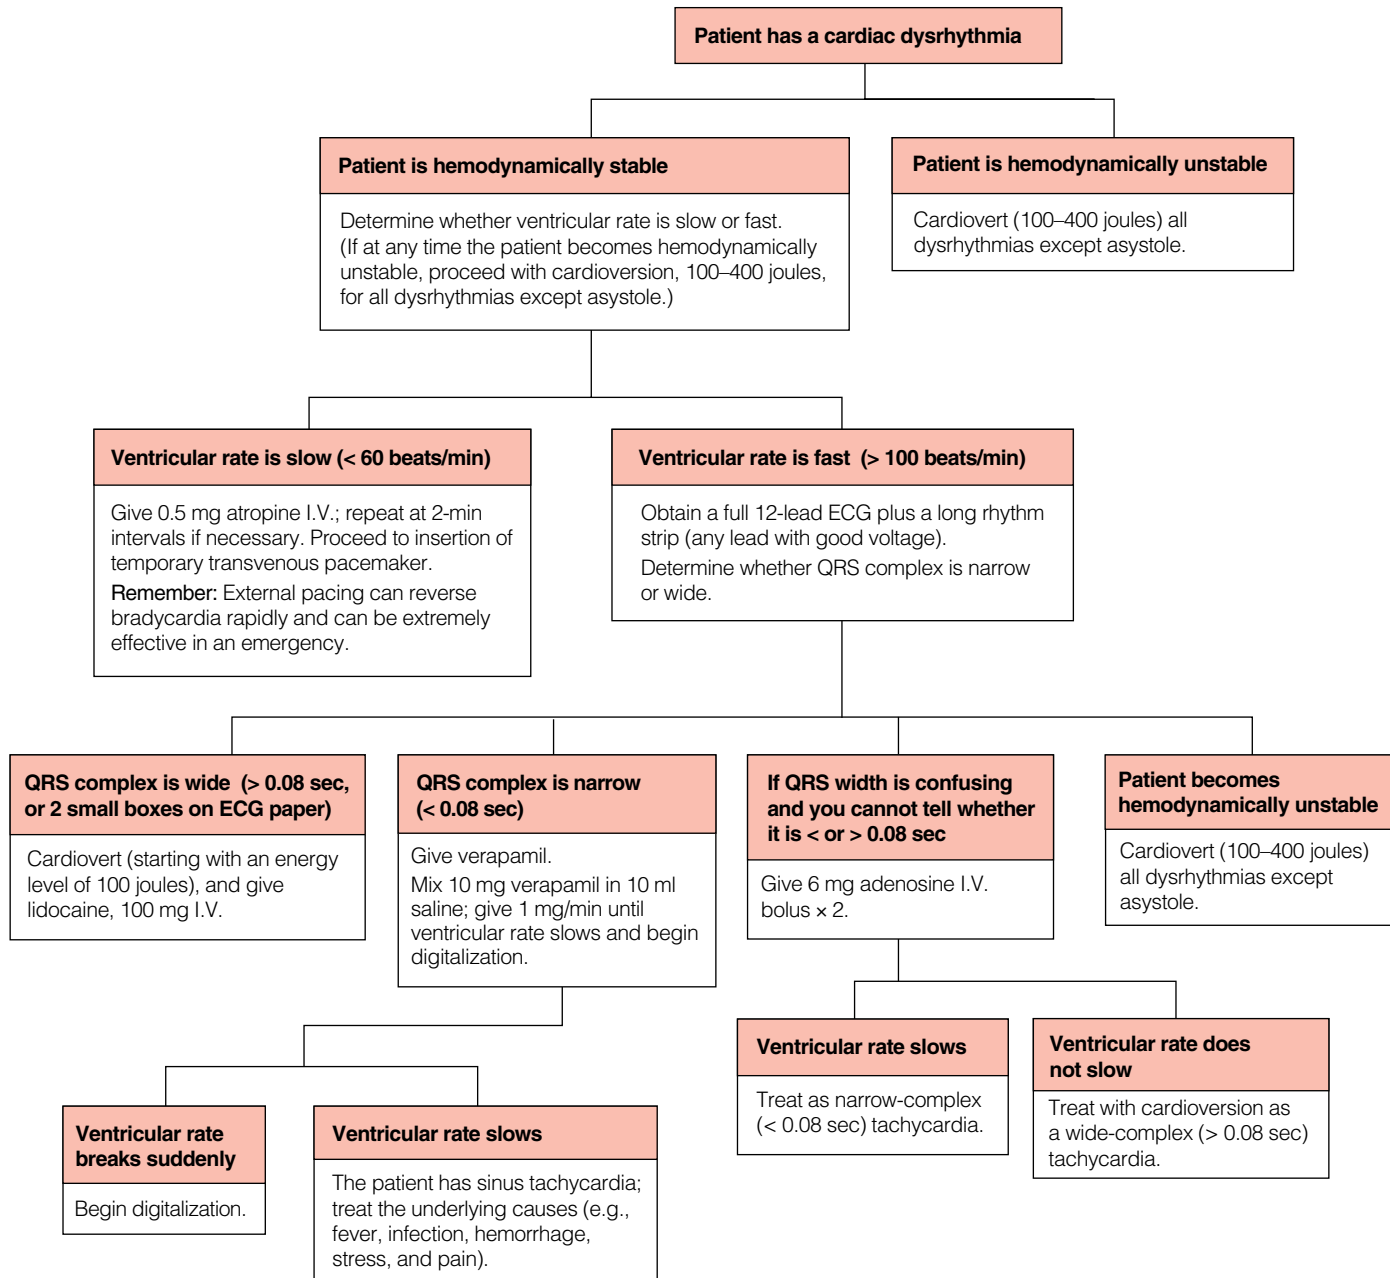 Patient has a cardiac dysrhythmia
Patient is hemodynamically stable
Determine whether ventricular rate is slow or fast.
(If at any time the patient becomes hemodynamically
unstable, proceed with cardioversion, 100–400 joules,
for all dysrhythmias except asystole.)
Patient is hemodynamically unstable
Cardiovert (100–400 joules) all
dysrhythmias except asystole.
Ventricular rate is slow (< 60 beats/min)
Give 0.5 mg atropine I.V.; repeat at 2-min
intervals if necessary. Proceed to insertion of
temporary transvenous pacemaker.
Remember: External pacing can reverse
bradycardia rapidly and can be extremely
effective in an emergency.
Ventricular rate is fast (> 100 beats/min)
Obtain a full 12-lead ECG plus a long rhythm
strip (any lead with good voltage).
Determine whether QRS complex is narrow
or wide.
QRS complex is wide (> 0.08 sec,
or 2 small boxes on ECG paper)
Cardiovert (starting with an energy
level of 100 joules), and give
lidocaine, 100 mg I.V.
QRS complex is narrow
(< 0.08 sec)
Give verapamil.
Mix 10 mg verapamil in 10 ml
saline; give 1 mg/min until
ventricular rate slows and begin
digitalization.
If QRS width is confusing
and you cannot tell whether
it is < or > 0.08 sec
Give 6 mg adenosine I.V.
bolus × 2.
Patient becomes
hemodynamically unstable
Cardiovert (100–400 joules)
all dysrhythmias except
asystole.
Ventricular rate
breaks suddenly
Begin digitalization.
Ventricular rate slows
The patient has sinus tachycardia;
treat the underlying causes (e.g.,
fever, infection, hemorrhage,
stress, and pain).
Ventricular rate slows
Treat as narrow-complex
(< 0.08 sec) tachycardia.
Ventricular rate does
not slow
Treat with cardioversion as
a wide-complex (> 0.08 sec)
tachycardia.